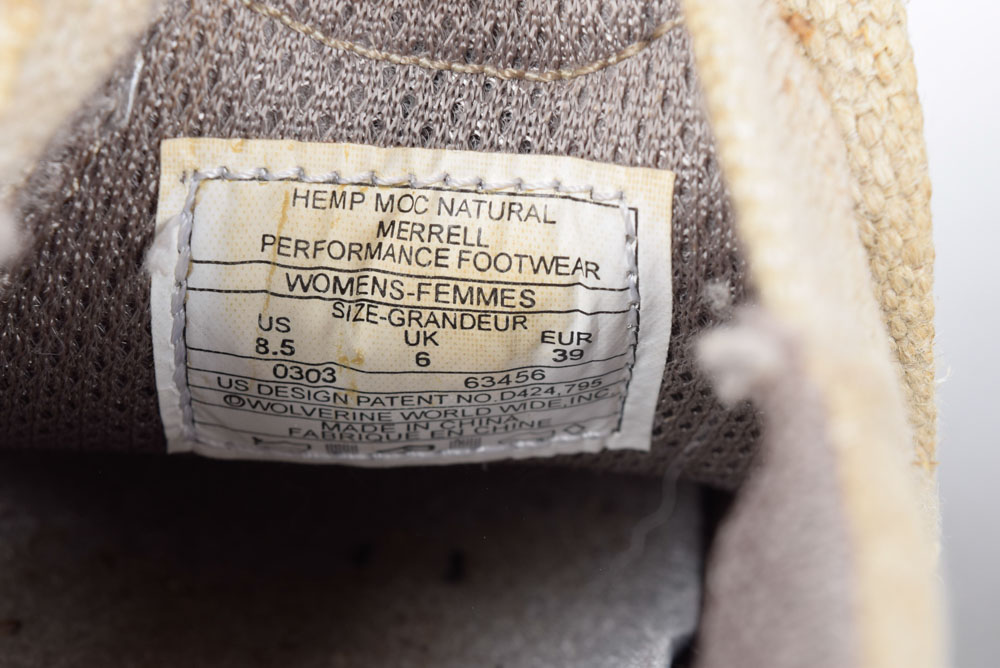 HEMP MOC NATURAL
MERRELL
PERFORMANCE FOOTWEAR
WOMENS-FEMMES
SIZE-GRANDEUR
US UK EUR
8.5 6 39
0303 63456
US DESIGN PATENT NO.D424,795
©WOLVERINE WORLD WIDE,INC.
MADE IN CHINA
FABRIQUE EN CHINE